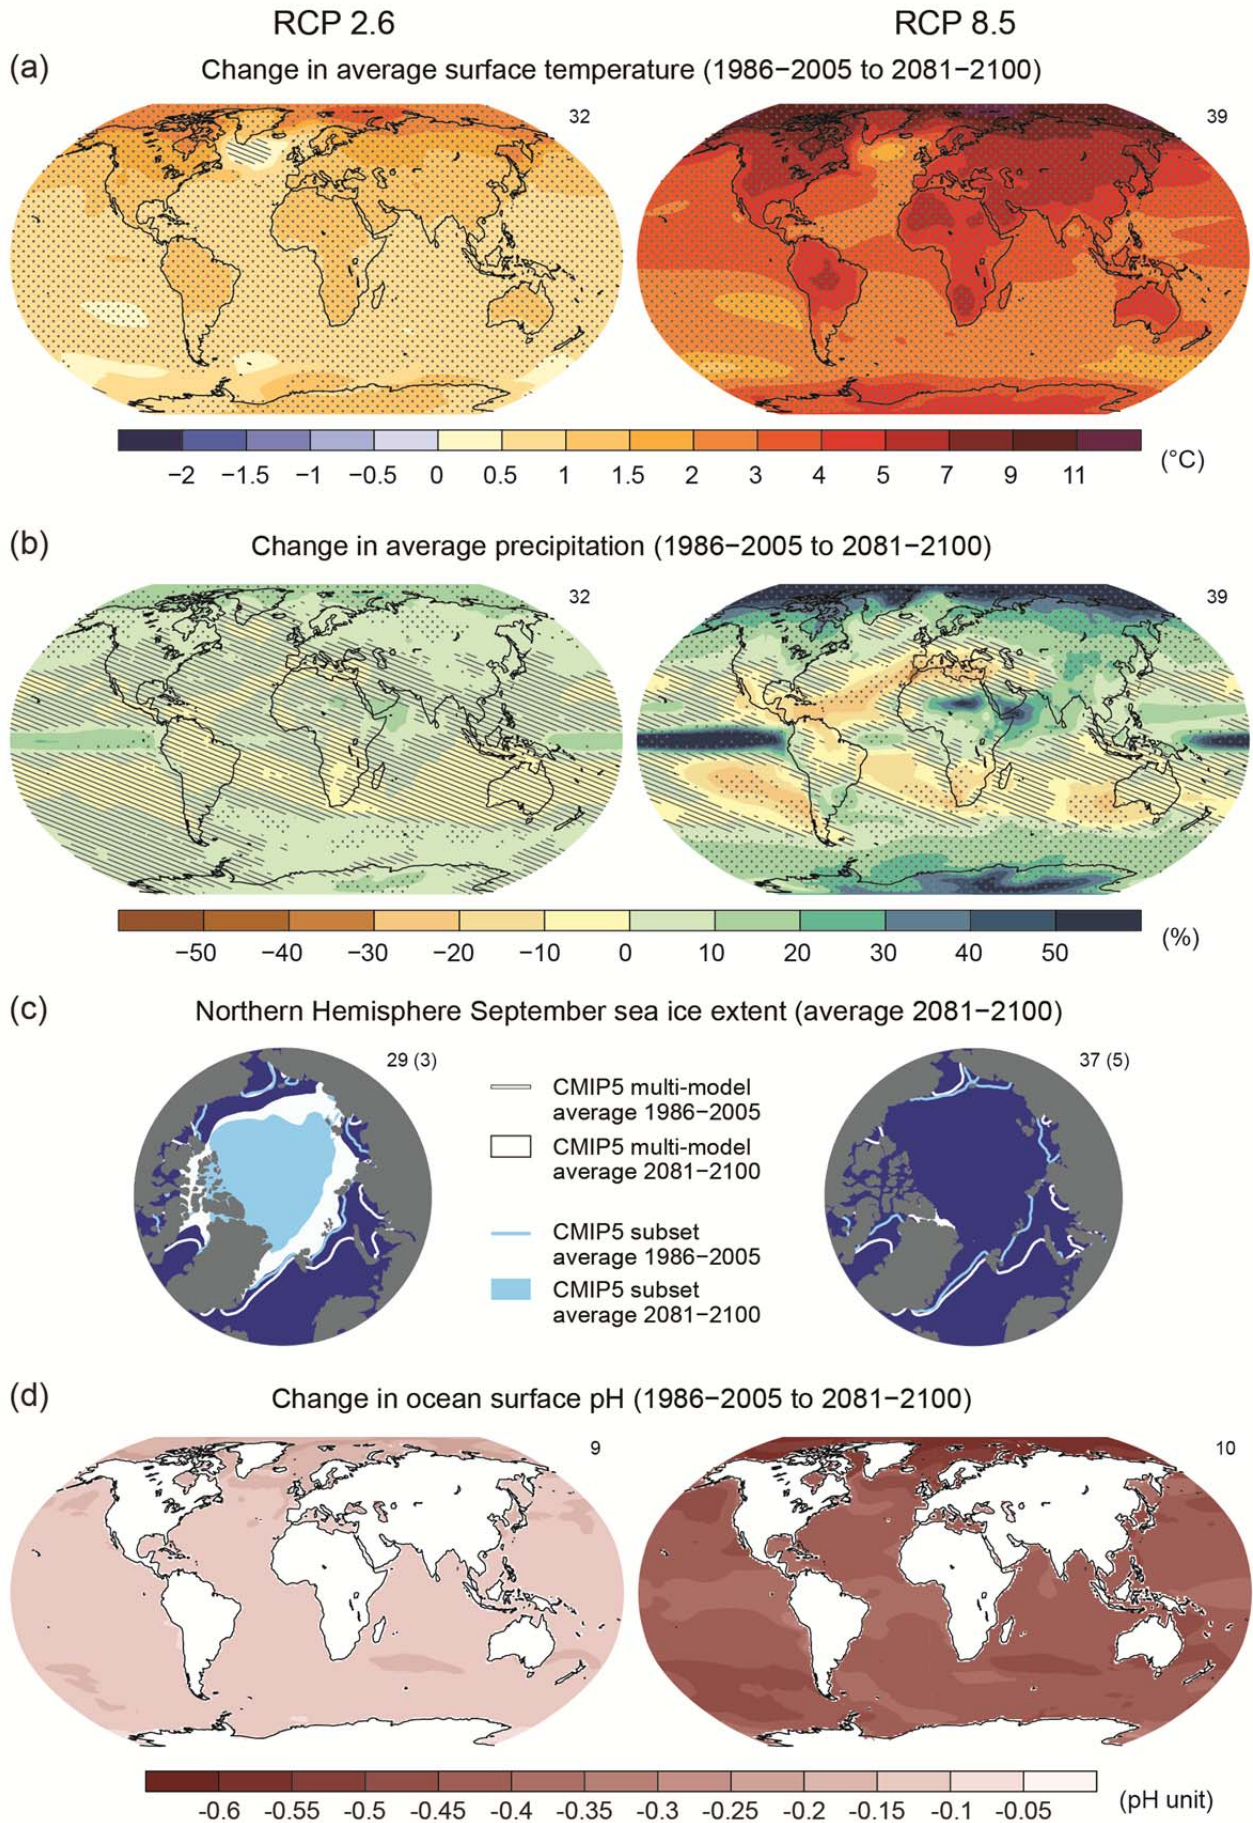 RCP 2.6
RCP 8.5
(a)
Change in average surface temperature (1986−2005 to 2081−2100)
32
39
−2 −1.5 −1 −0.5 0 0.5 1 1.5 2 3 4 5 7 9 11
(°C)
(b)
Change in average precipitation (1986−2005 to 2081−2100)
32
39
−50 −40 −30 −20 −10 0 10 20 30 40 50
(%)
(c)
Northern Hemisphere September sea ice extent (average 2081−2100)
29 (3)
37 (5)
CMIP5 multi-model
average 1986−2005
CMIP5 multi-model
average 2081−2100
CMIP5 subset
average 1986−2005
CMIP5 subset
average 2081−2100
(d)
Change in ocean surface pH (1986−2005 to 2081−2100)
9
10
-0.6 -0.55 -0.5 -0.45 -0.4 -0.35 -0.3 -0.25 -0.2 -0.15 -0.1 -0.05
(pH unit)